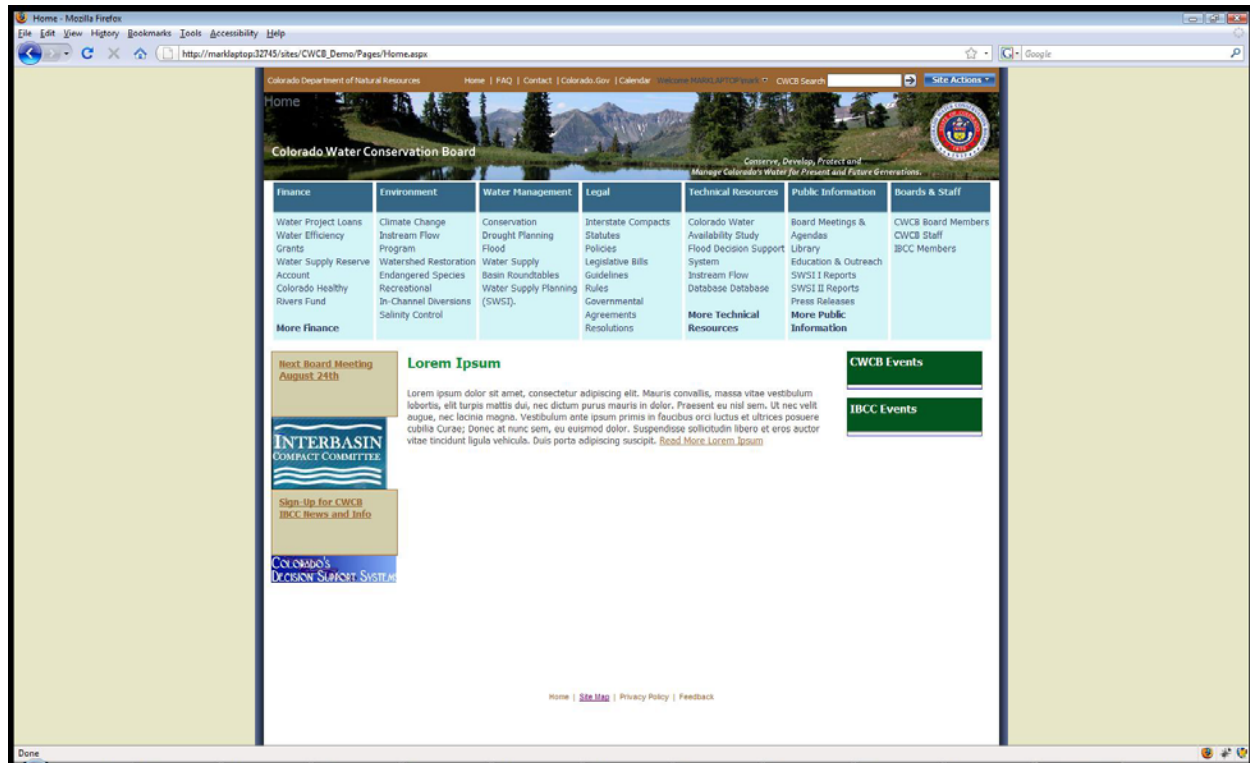 Home - Mozilla Firefox
File Edit View History Bookmarks Tools Accessibility Help
http://marklaptop:32745/sites/CWCB_Demo/Pages/Home.aspx
Google
Colorado Department of Natural Resources Home | FAQ | Contact | Colorado.Gov | Calendar Welcome MARKLAPTOP\mark CWCB Search Site Actions
Home
Colorado Water Conservation Board
Conserve, Develop, Protect and
Manage Colorado's Water for Present and Future Generations.
Finance
Water Project Loans
Water Efficiency
Grants
Water Supply Reserve
Account
Colorado Healthy
Rivers Fund
More Finance
Environment
Climate Change
Instream Flow
Program
Watershed Restoration
Endangered Species
Recreational
In-Channel Diversions
Salinity Control
Water Management
Conservation
Drought Planning
Flood
Water Supply
Basin Roundtables
Water Supply Planning
(SWSI).
Legal
Interstate Compacts
Statutes
Policies
Legislative Bills
Guidelines
Rules
Governmental
Agreements
Resolutions
Technical Resources
Colorado Water
Availability Study
Flood Decision Support
System
Instream Flow
Database Database
More Technical
Resources
Public Information
Board Meetings &
Agendas
Library
Education & Outreach
SWSI I Reports
SWSI II Reports
Press Releases
More Public
Information
Boards & Staff
CWCB Board Members
CWCB Staff
IBCC Members
Next Board Meeting
August 24th
INTERBASIN
COMPACT COMMITTEE
Sign-Up for CWCB
IBCC News and Info
COLORADO'S
DECISION SUPPORT SYSTEMS
Lorem Ipsum
Lorem ipsum dolor sit amet, consectetur adipiscing elit. Mauris convallis, massa vitae vestibulum
lobortis, elit turpis mattis dui, nec dictum purus mauris in dolor. Praesent eu nisl sem. Ut nec velit
augue, nec lacinia magna. Vestibulum ante ipsum primis in faucibus orci luctus et ultrices posuere
cubilia Curae; Donec at nunc sem, eu euismod dolor. Suspendisse sollicitudin libero et eros auctor
vitae tincidunt ligula vehicula. Duis porta adipiscing suscipit. Read More Lorem Ipsum
CWCB Events
IBCC Events
Home | Site Map | Privacy Policy | Feedback
Done